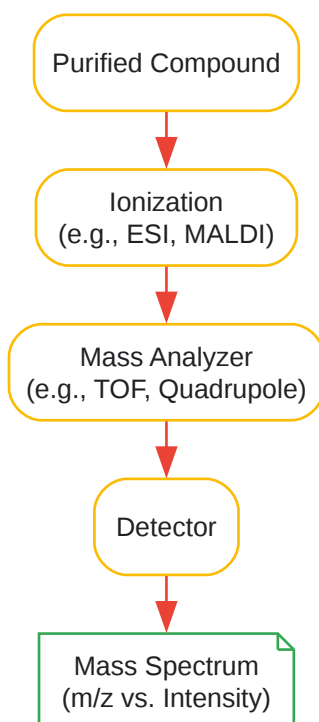 Purified Compound
Ionization
(e.g., ESI, MALDI)
Mass Analyzer
(e.g., TOF, Quadrupole)
Detector
Mass Spectrum
(m/z vs. Intensity)